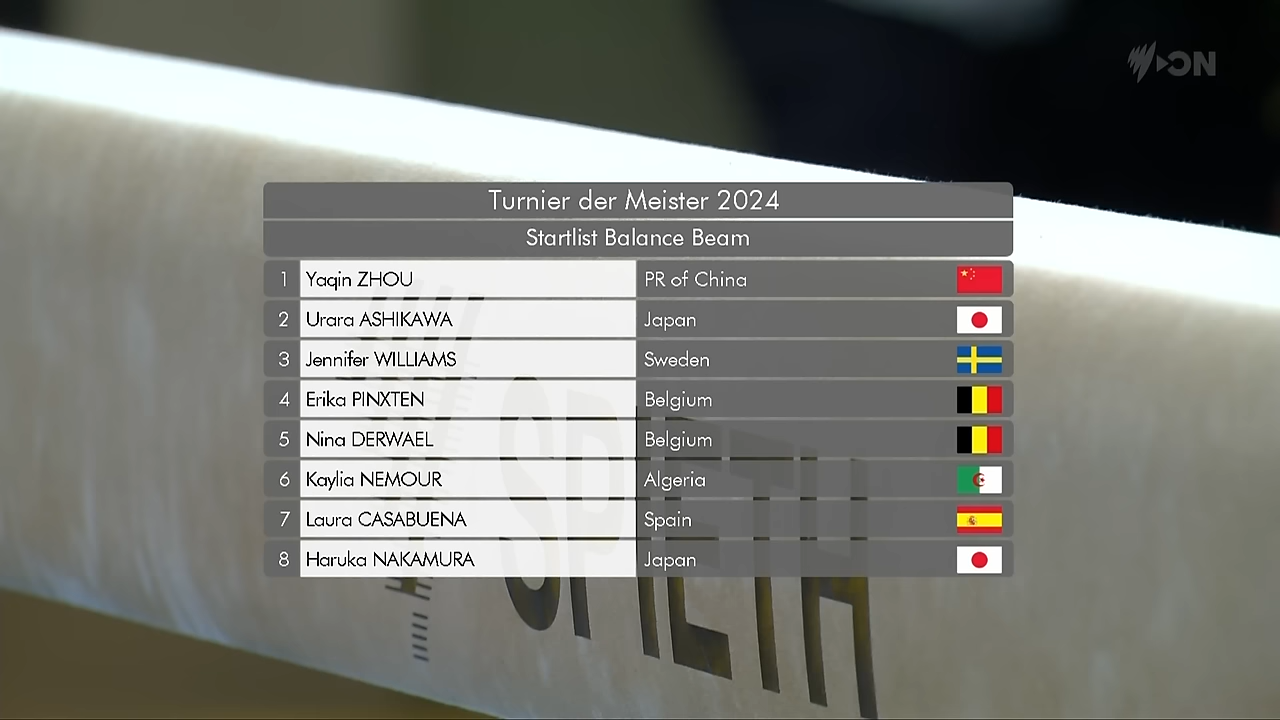 ON
Turnier der Meister 2024
Startlist Balance Beam
1 Yaqin ZHOU PR of China
2 Urara ASHIKAWA Japan
3 Jennifer WILLIAMS Sweden
4 Erika PINXTEN Belgium
5 Nina DERWAEL Belgium
6 Kaylia NEMOUR Algeria
7 Laura CASABUENA Spain
8 Haruka NAKAMURA Japan
SPIETH